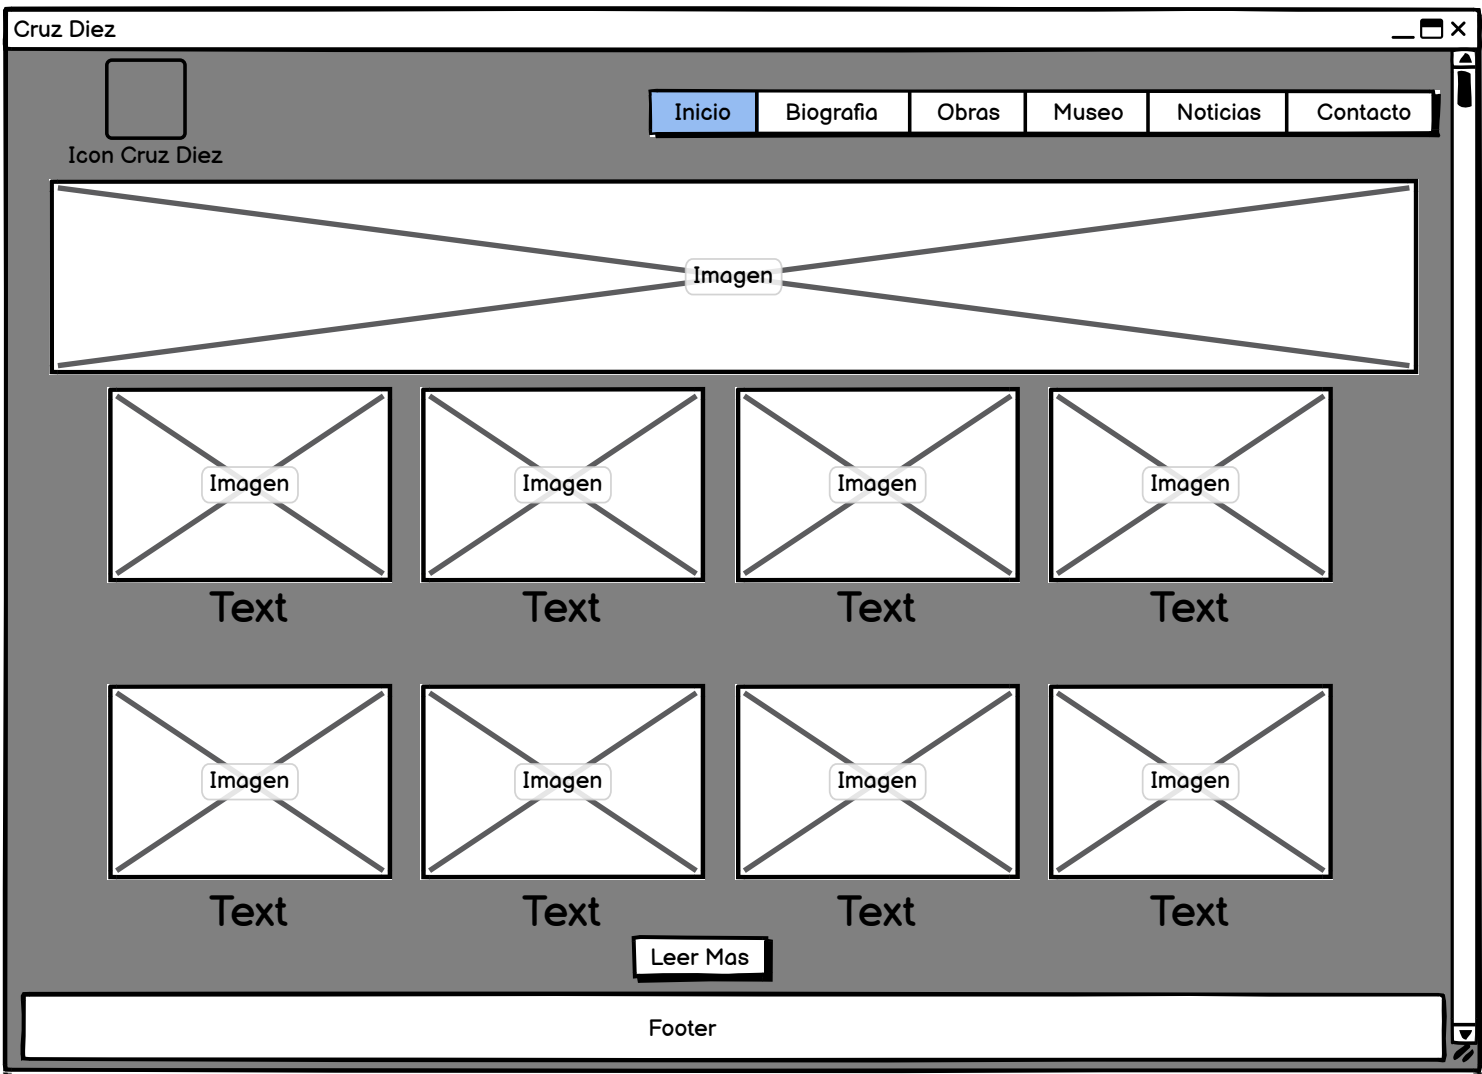 Cruz Diez
Icon Cruz Diez
Inicio Biografia Obras Museo Noticias Contacto
Imagen
Imagen Imagen Imagen Imagen
Text Text Text Text
Imagen Imagen Imagen Imagen
Text Text Text Text
Leer Mas
Footer